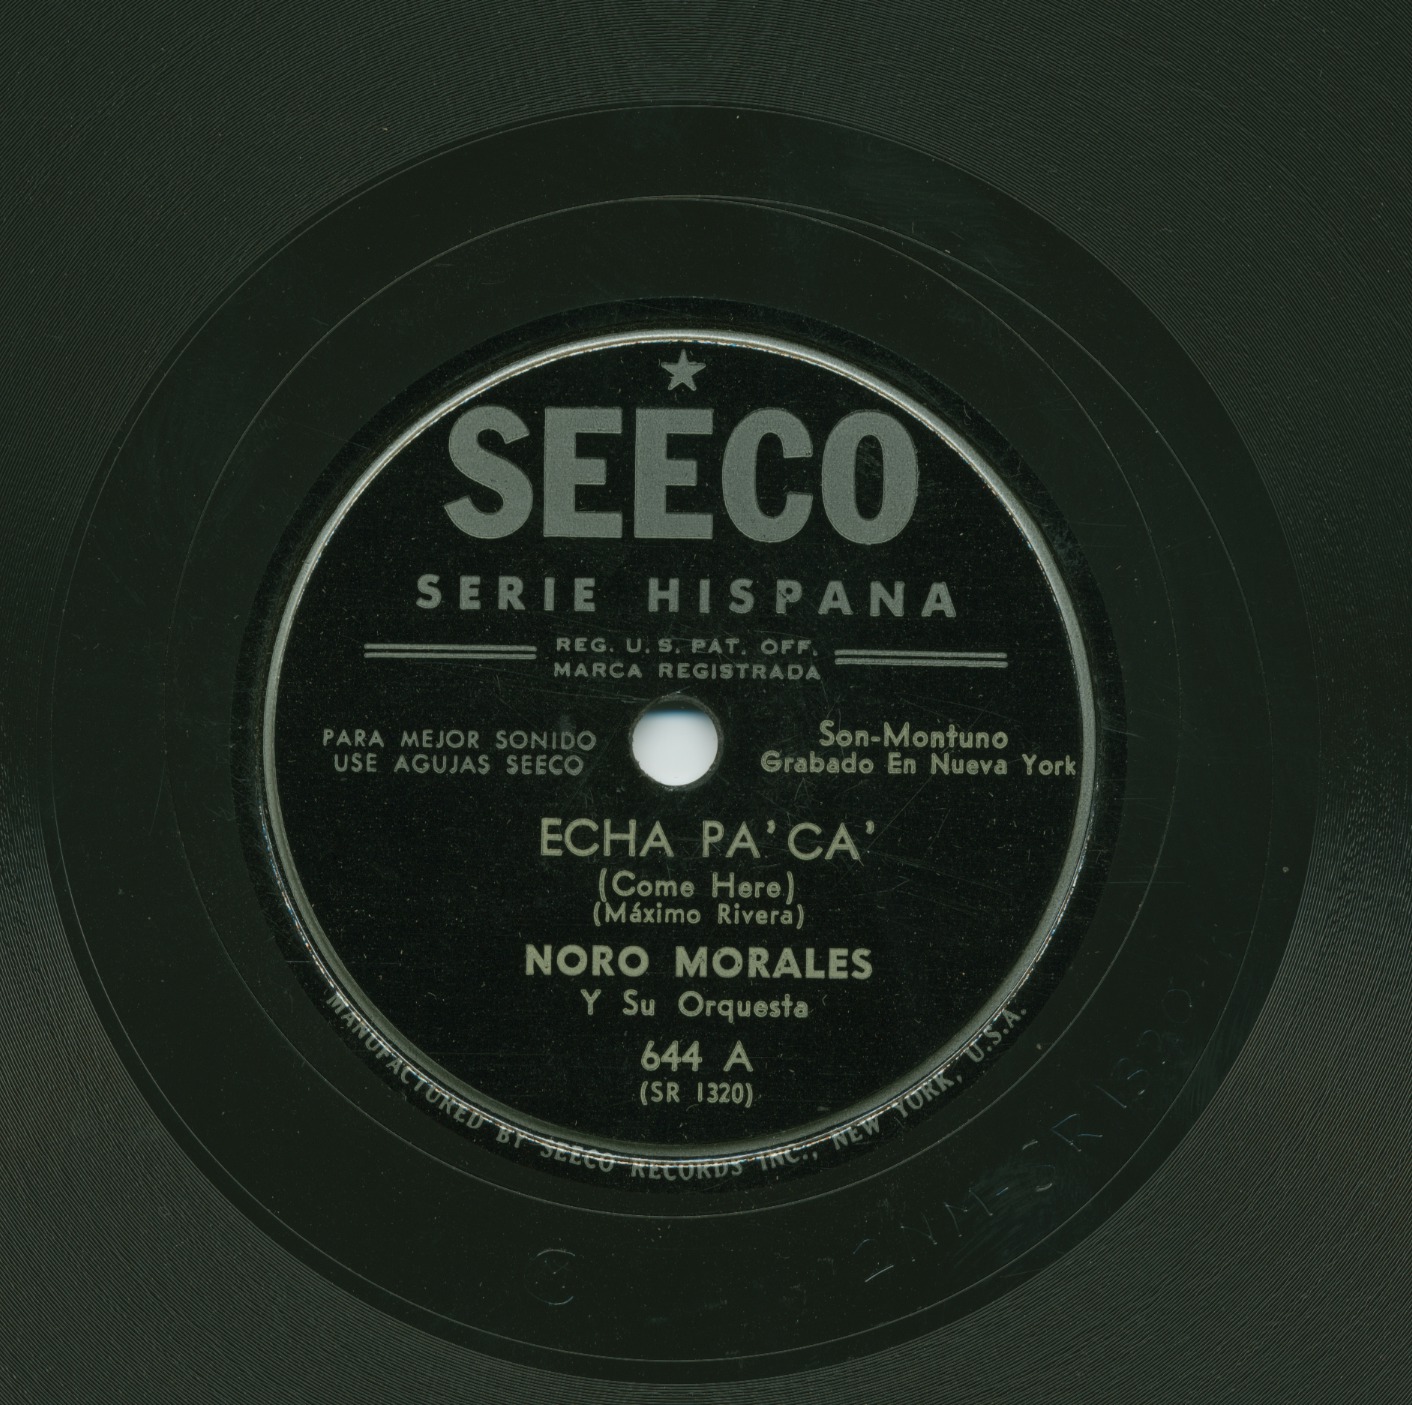 SEECO
SERIE HISPANA
REG. U. S. PAT. OFF.
MARCA REGISTRADA
PARA MEJOR SONIDO
USE AGUJAS SEECO
Son-Montuno
Grabado En Nueva York
ECHA PA' CA'
(Come Here)
(Máximo Rivera)
NORO MORALES
Y Su Orquesta
644 A
(SR 1320)
MANUFACTURED BY SEECO RECORDS INC., NEW YORK, U.S.A.